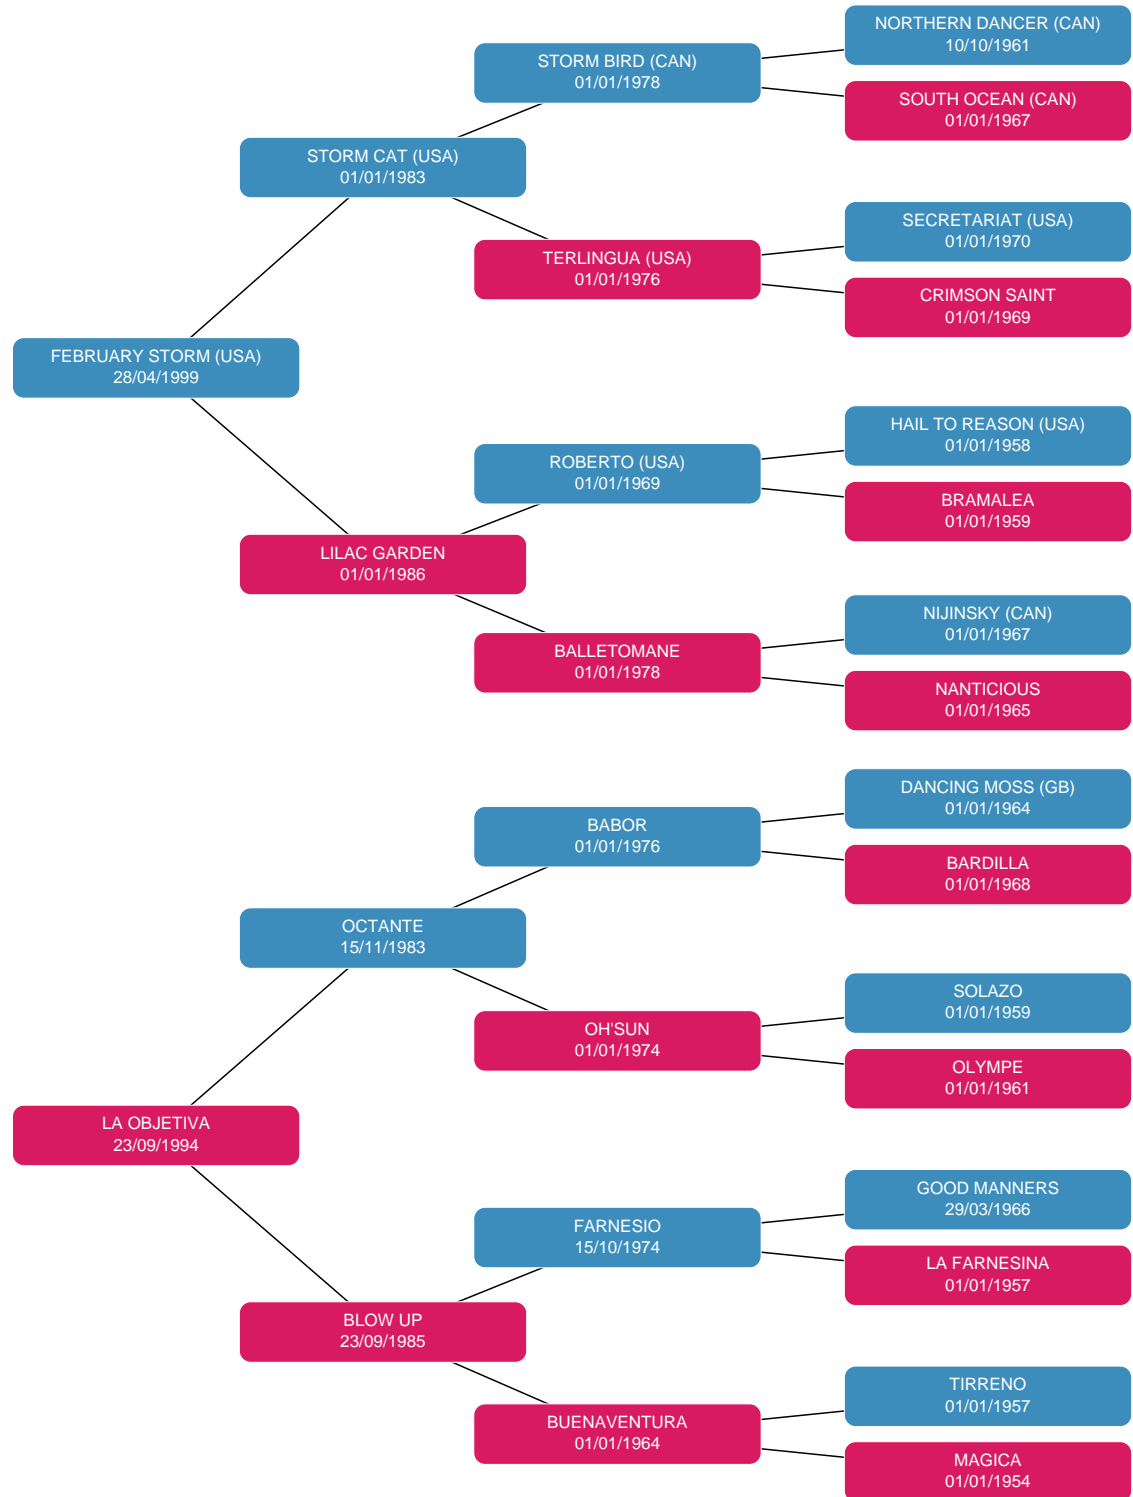 NORTHERN DANCER (CAN)
10/10/1961
STORM BIRD (CAN)
01/01/1978
SOUTH OCEAN (CAN)
01/01/1967
STORM CAT (USA)
01/01/1983
SECRETARIAT (USA)
01/01/1970
TERLINGUA (USA)
01/01/1976
CRIMSON SAINT
01/01/1969
FEBRUARY STORM (USA)
28/04/1999
HAIL TO REASON (USA)
01/01/1958
ROBERTO (USA)
01/01/1969
BRAMALEA
01/01/1959
LILAC GARDEN
01/01/1986
NIJINSKY (CAN)
01/01/1967
BALLETOMANE
01/01/1978
NANTICIOUS
01/01/1965
DANCING MOSS (GB)
01/01/1964
BABOR
01/01/1976
BARDILLA
01/01/1968
OCTANTE
15/11/1983
SOLAZO
01/01/1959
OH'SUN
01/01/1974
OLYMPE
01/01/1961
LA OBJETIVA
23/09/1994
GOOD MANNERS
29/03/1966
FARNESIO
15/10/1974
LA FARNESINA
01/01/1957
BLOW UP
23/09/1985
TIRRENO
01/01/1957
BUENAVENTURA
01/01/1964
MAGICA
01/01/1954